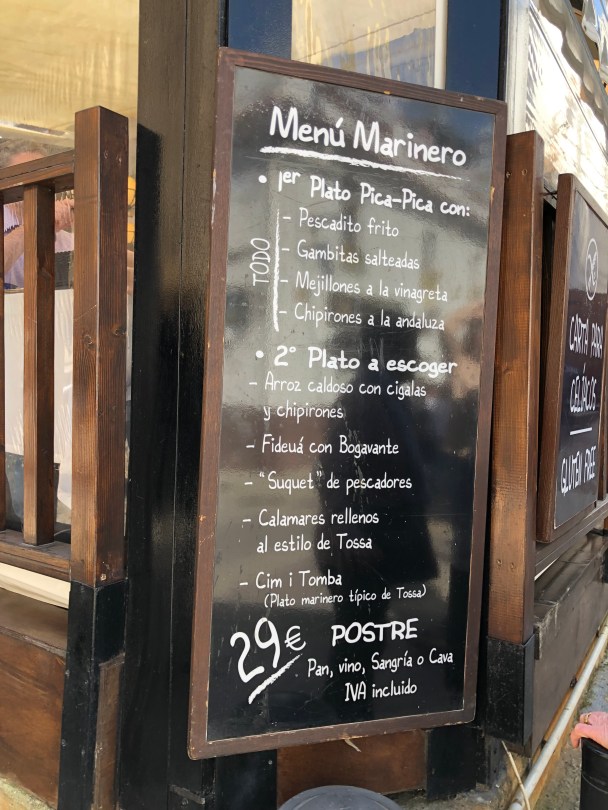 Menú Marinero
• 1er Plato Pica-Pica con:
TODO
- Pescadito frito
- Gambitas salteadas
- Mejillones a la vinagreta
- Chipirones a la andaluza
• 2º Plato a escoger
- Arroz caldoso con cigalas
y chipirones
- Fideuá con Bogavante
- "Suquet" de pescadores
- Calamares rellenos
al estilo de Tossa
- Cim i Tomba
(Plato marinero típico de Tossa)
29€
POSTRE
Pan, vino, Sangría o Cava
IVA incluido
CARTA PARA
CELÍACOS
GLUTEN FREE